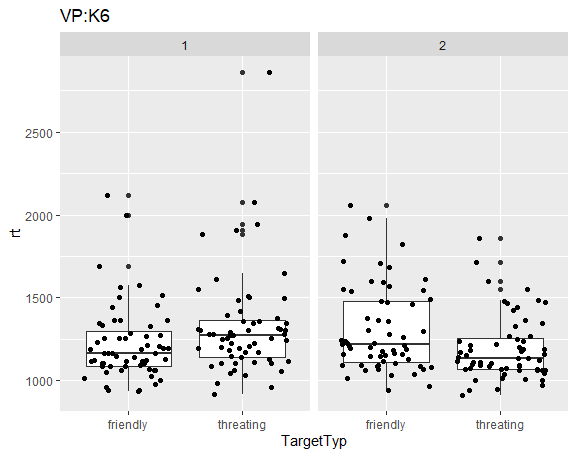 VP:K6
1
2
2500
2000
1500
1000
rt
friendly
threating
friendly
threating
TargetTyp